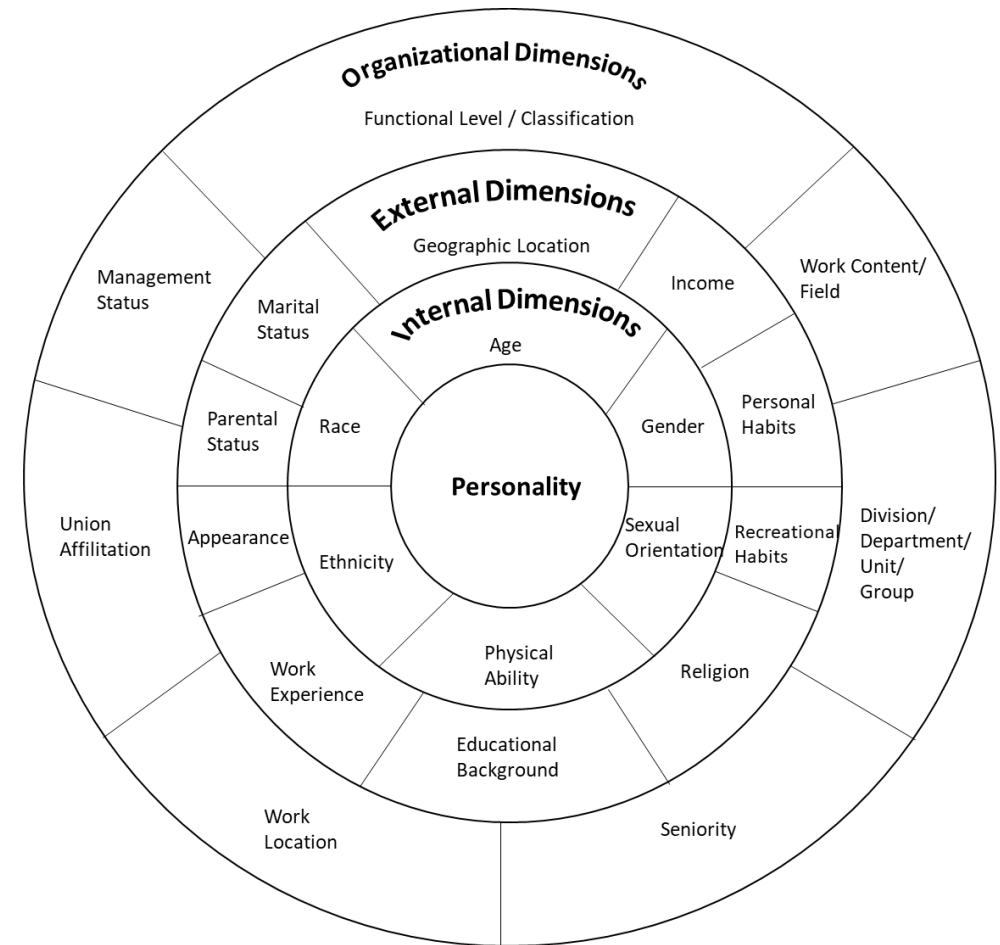 Organizational Dimensions
Functional Level / Classification
External Dimensions
Geographic Location
Internal Dimensions
Age
Personality
Income
Work Content/
Field
Management
Status
Marital
Status
Race
Gender
Personal
Habits
Parental
Status
Union
Affilitation
Appearance
Ethnicity
Sexual
Orientation
Recreational
Habits
Division/
Department/
Unit/
Group
Work
Experience
Physical
Ability
Religion
Educational
Background
Work
Location
Seniority